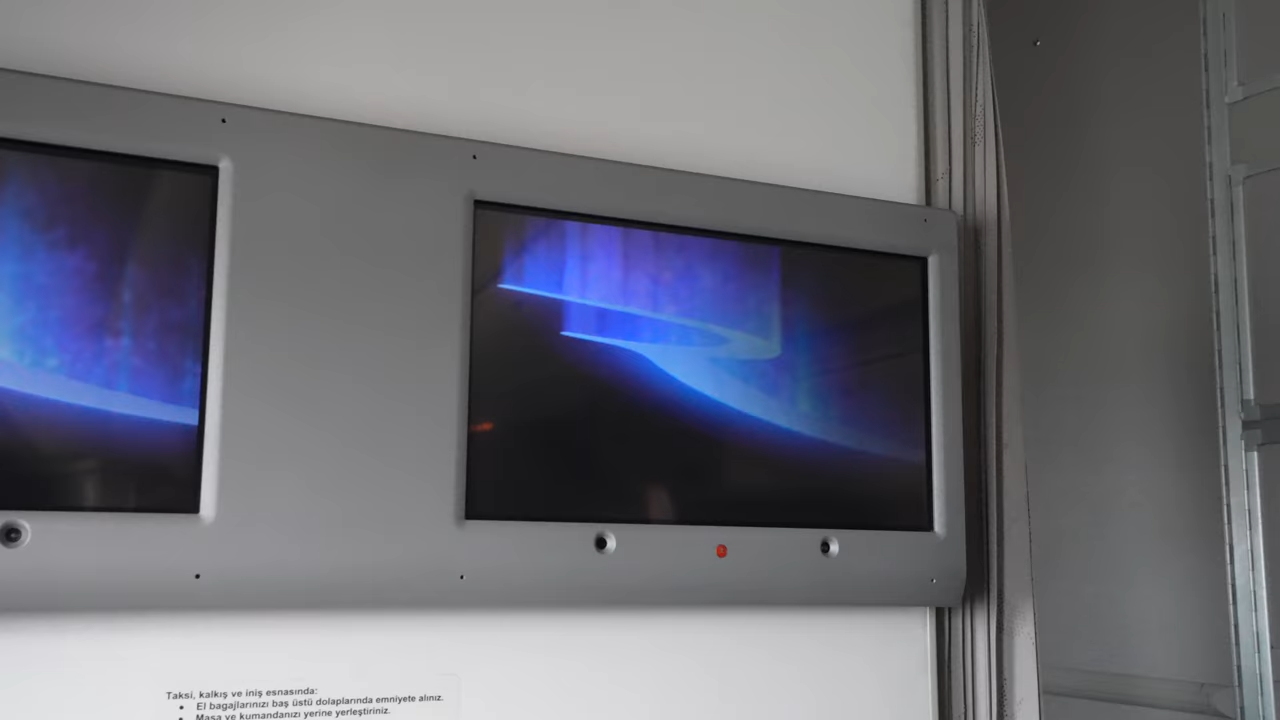 Taksi, kalkış ve iniş esnasında:
• El bagajlarınızı baş üstü dolaplarında emniyete alınız.
• Masa ve kumandanızı yerine yerleştiriniz.